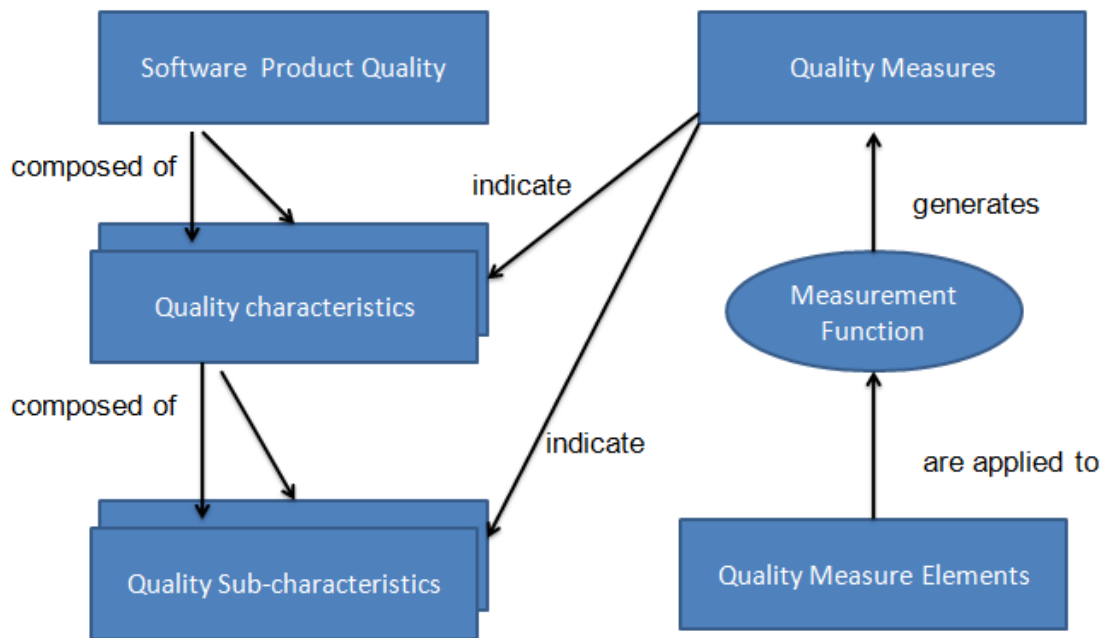 Software Product Quality
Quality Measures
composed of
indicate
generates
Quality characteristics
Measurement
Function
composed of
indicate
are applied to
Quality Sub-characteristics
Quality Measure Elements